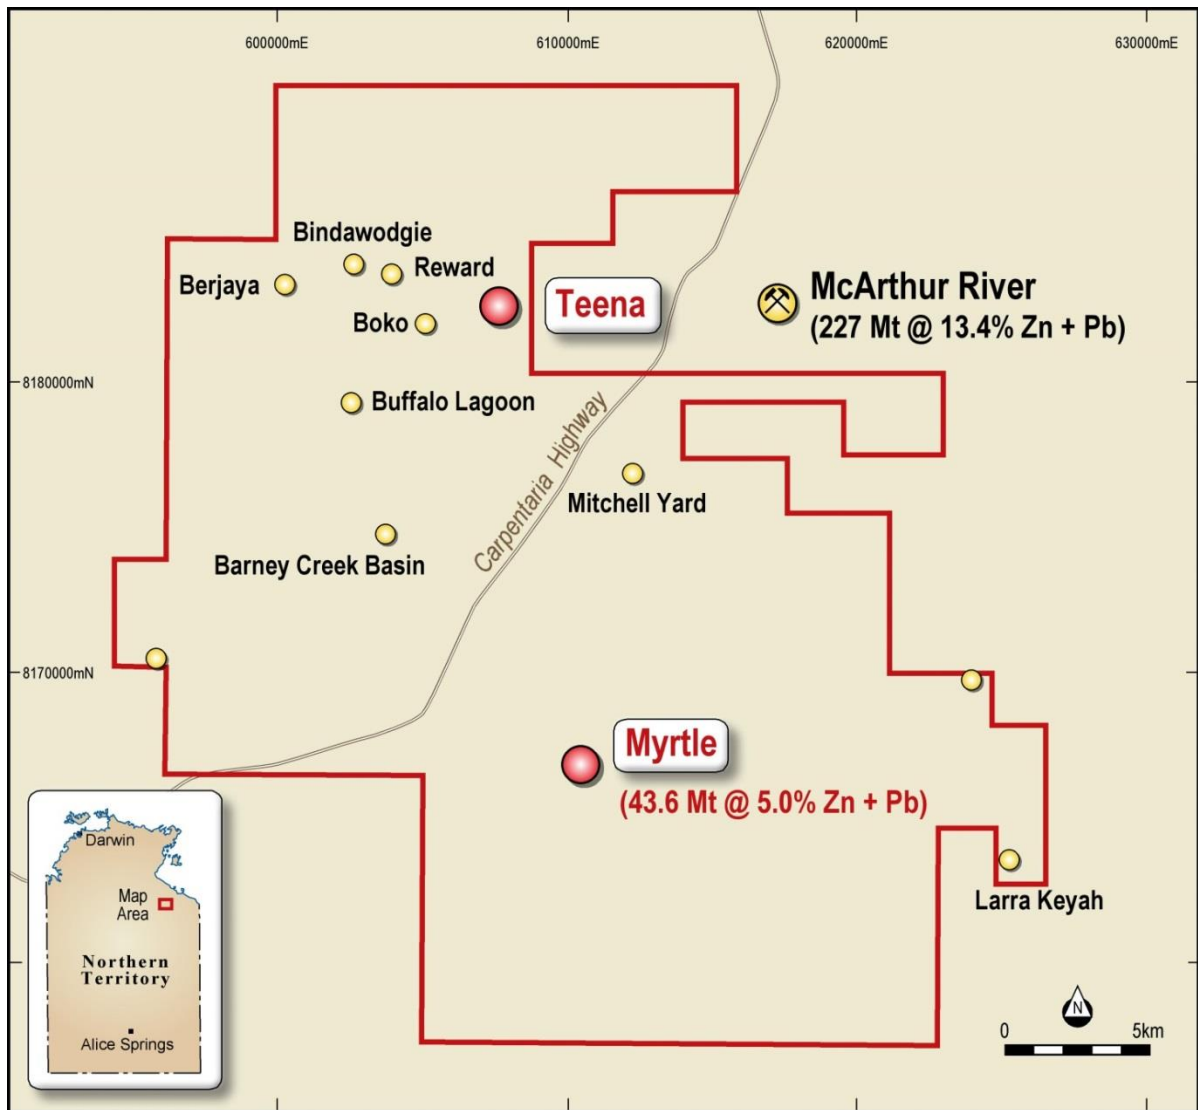 600000mE
610000mE
620000mE
630000mE
Bindawodgie
Berjaya
Reward
Boko
Teena
McArthur River
(227 Mt @ 13.4% Zn + Pb)
8180000mN
Buffalo Lagoon
Carpentaria Highway
Mitchell Yard
Barney Creek Basin
8170000mN
Myrtle
(43.6 Mt @ 5.0% Zn + Pb)
Larra Keyah
Darwin
Map
Area
Northern
Territory
Alice Springs
N
0
5km